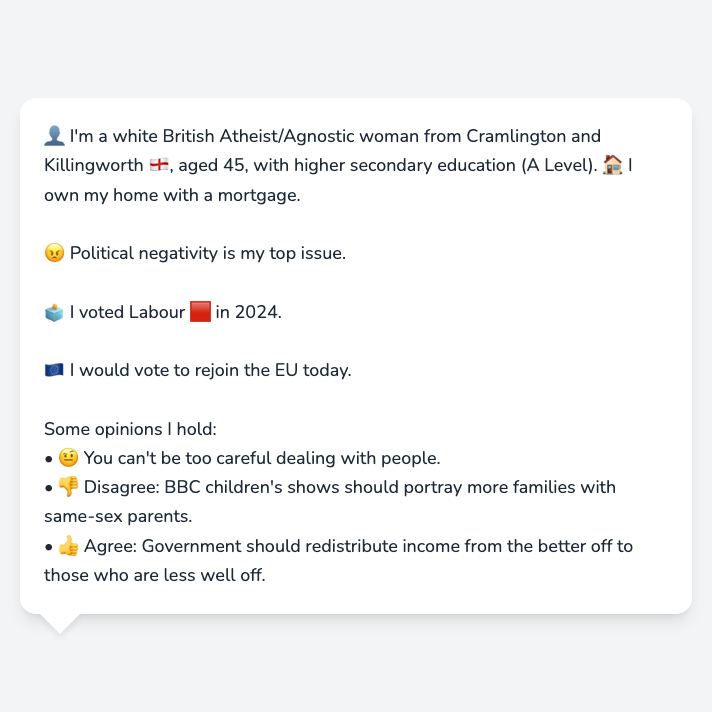 👤 I'm a white British Atheist/Agnostic woman from Cramlington and
Killingworth 🏴󠁧󠁢󠁥󠁮󠁧󠁿, aged 45, with higher secondary education (A Level). 🏠 I
own my home with a mortgage.
😠 Political negativity is my top issue.
🗳️ I voted Labour 🟥 in 2024.
🇪🇺 I would vote to rejoin the EU today.
Some opinions I hold:
• 🤨 You can't be too careful dealing with people.
• 👎 Disagree: BBC children's shows should portray more families with
same-sex parents.
• 👍 Agree: Government should redistribute income from the better off to
those who are less well off.